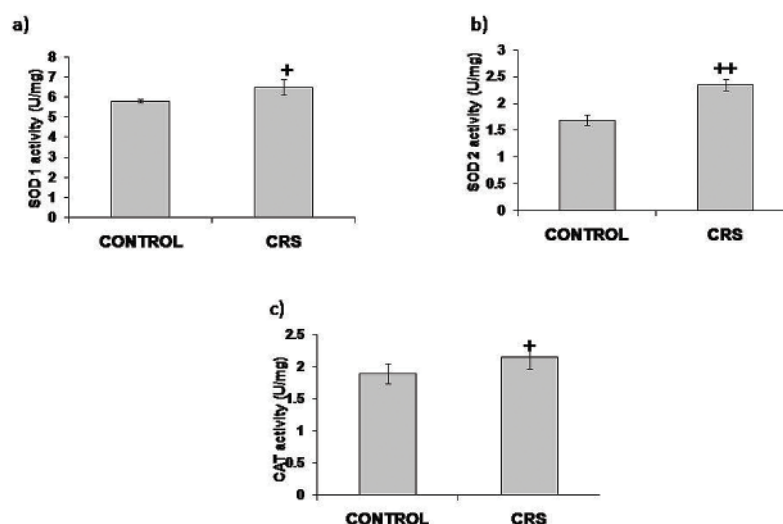 a)
SOD1 activity (U/mg)
8
7
6
5
4
3
2
1
0
+
CONTROL CRS
b)
SOD2 activity (U/mg)
3
2.5
2
1.5
1
0.5
0
++
CONTROL CRS
c)
CAT activity (U/mg)
2.5
2
1.5
1
0.5
0
+
CONTROL CRS